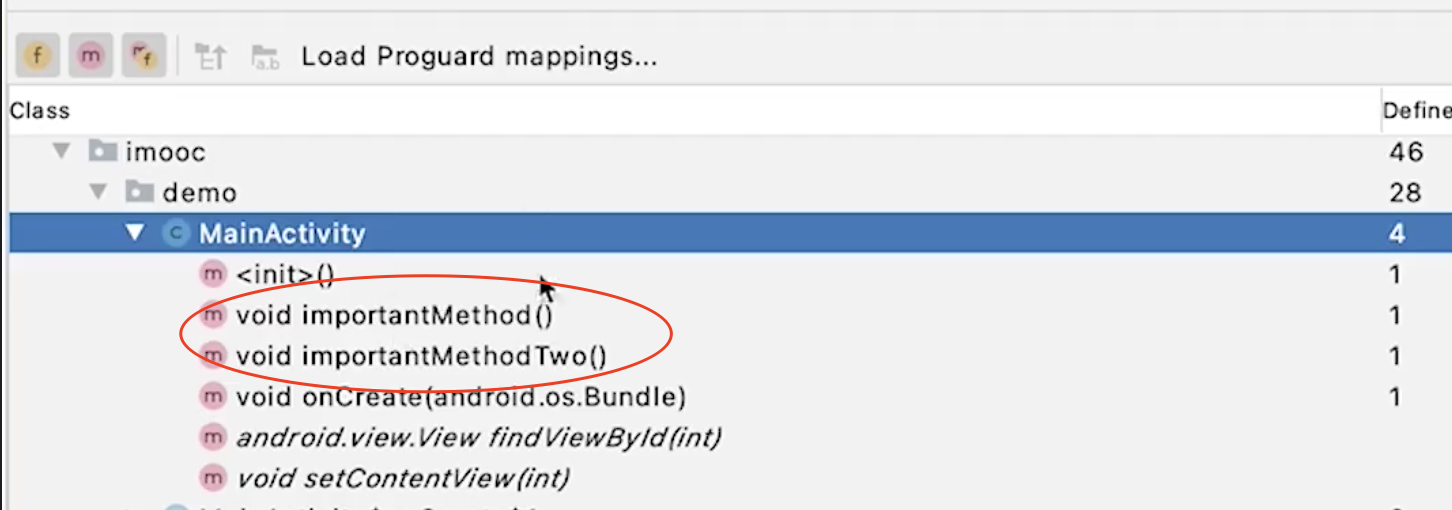 f m f Load Proguard mappings...
Class Define
imooc 46
demo 28
C MainActivity 4
m <init>() 1
m void importantMethod() 1
m void importantMethodTwo() 1
m void onCreate(android.os.Bundle) 1
m android.view.View findViewById(int)
m void setContentView(int)